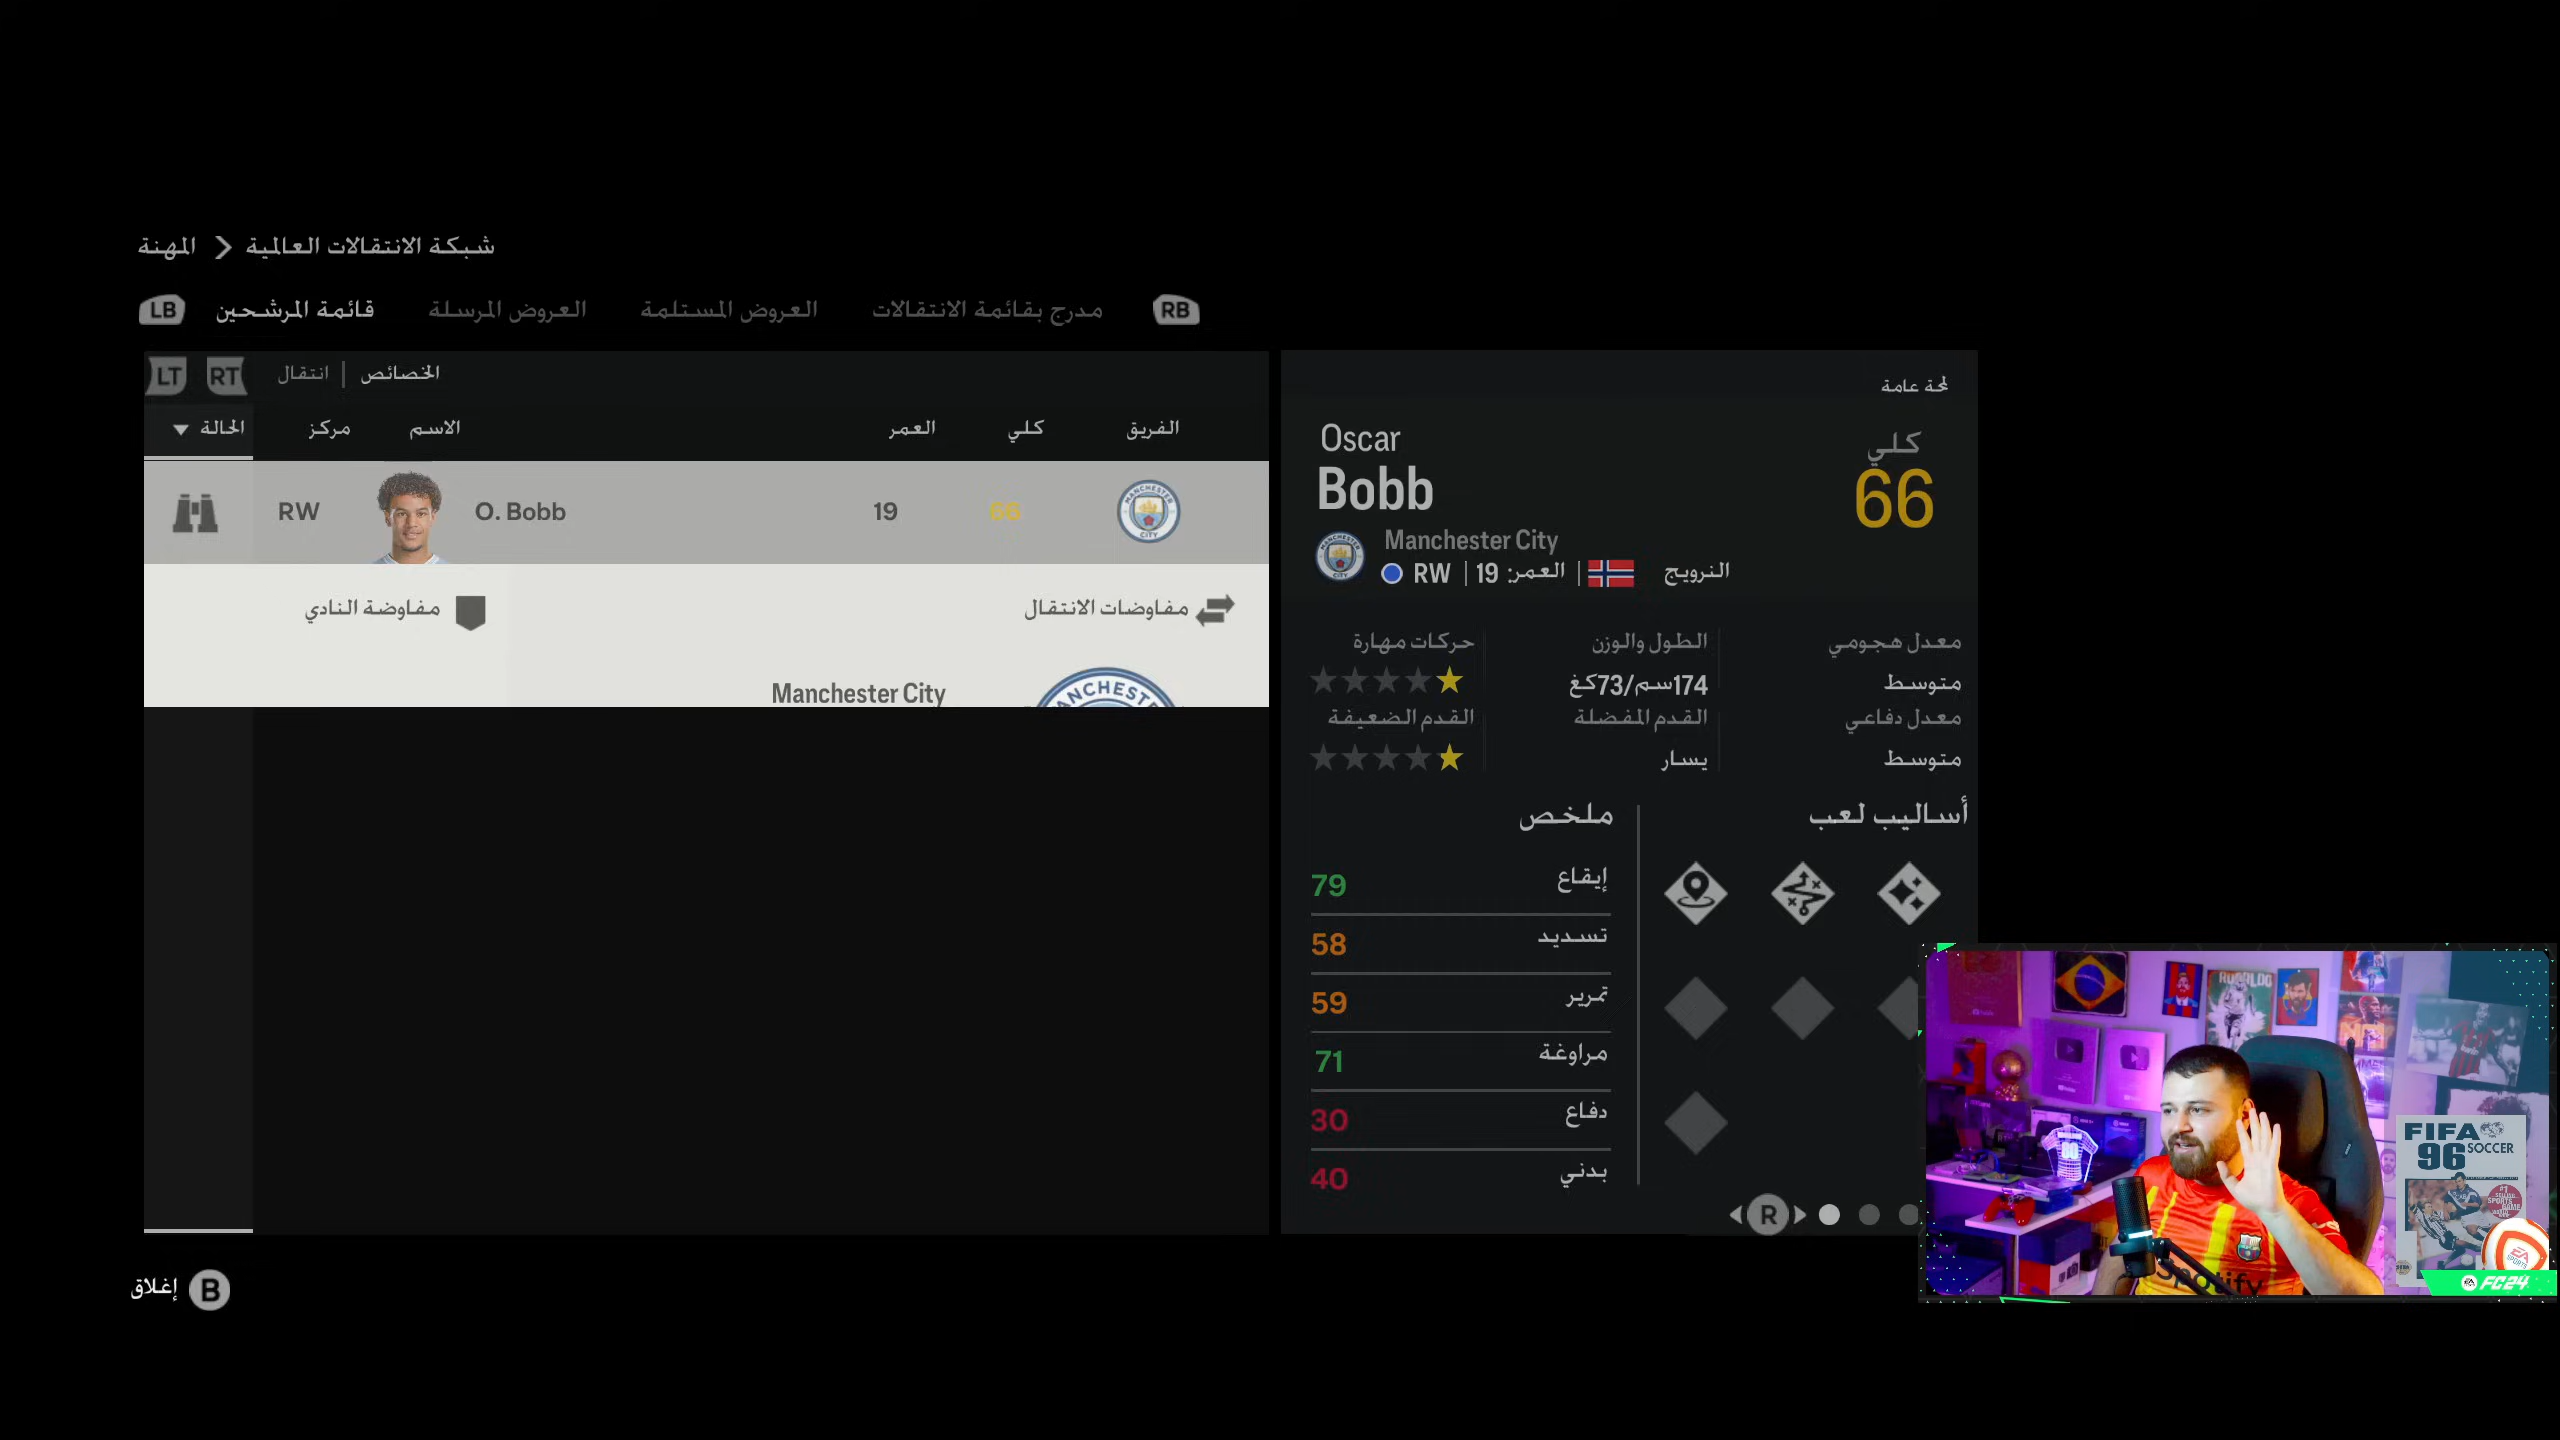 المهنة > شبكة الانتقالات العالمية
LB قائمة المرشحين العروض المرسلة العروض المستلمة مدرج بقائمة الانتقالات RB
LT RT انتقال | الخصائص
الحالة مركز الاسم العمر كلي الفريق
RW O. Bobb 19 66
مفاوضة النادي مفاوضات الانتقال
Manchester City
لمحة عامة
Oscar
Bobb
كلي
66
Manchester City
RW | 19 :العمر | النرويج
حركات مهارة الطول والوزن معدل هجومي
174سم/73كغ متوسط
القدم الضعيفة القدم المفضلة معدل دفاعي
يسار متوسط
ملخص أساليب لعب
79 إيقاع
58 تسديد
59 تمرير
71 مراوغة
30 دفاع
40 بدني
R
إغلاق B
FIFA
96 SOCCER
Spotify
FC24